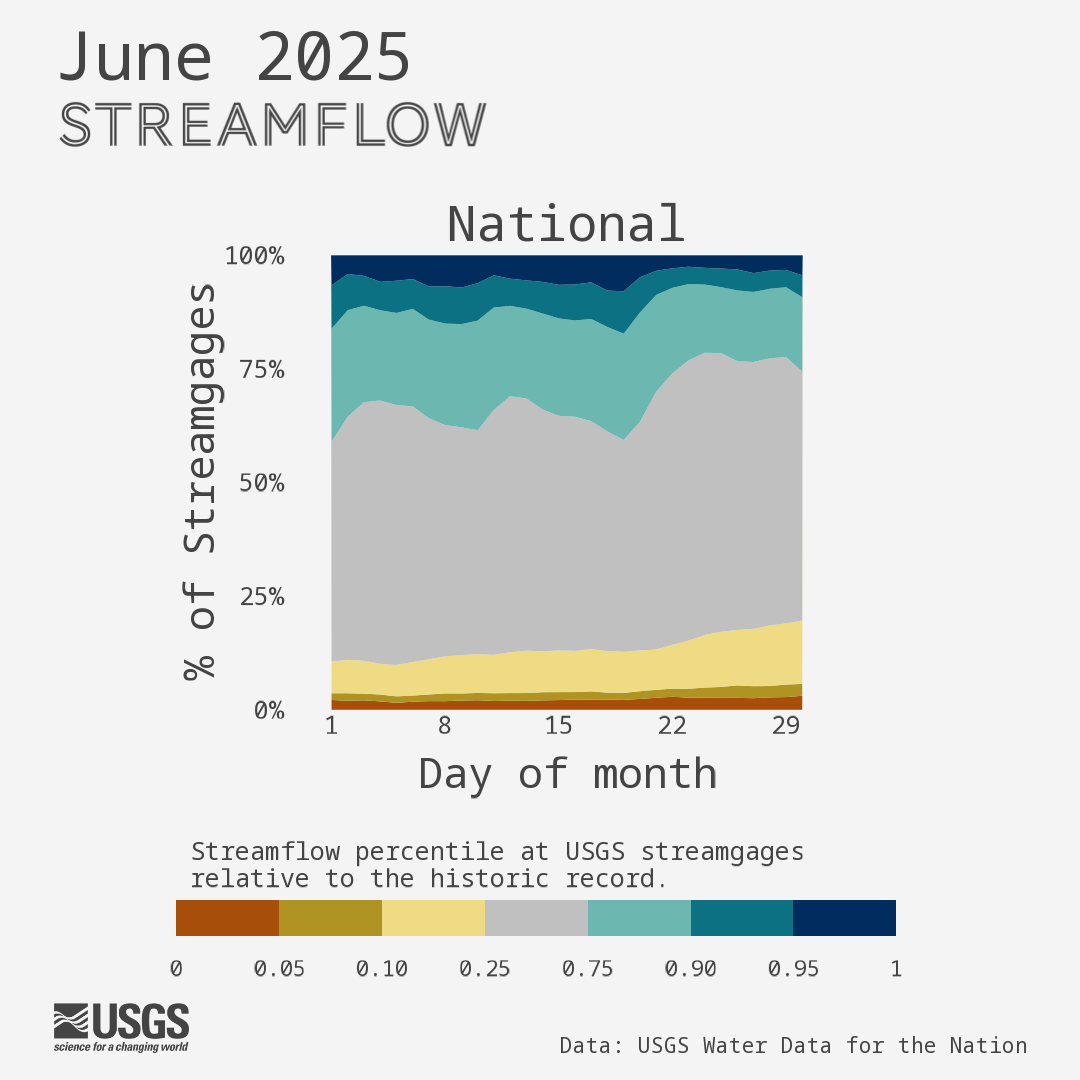 June 2025
STREAMFLOW
National
% of Streamgages
100%
75%
50%
25%
0%
1 8 15 22 29
Day of month
Streamflow percentile at USGS streamgages
relative to the historic record.
0 0.05 0.10 0.25 0.75 0.90 0.95 1
USGS
science for a changing world
Data: USGS Water Data for the Nation